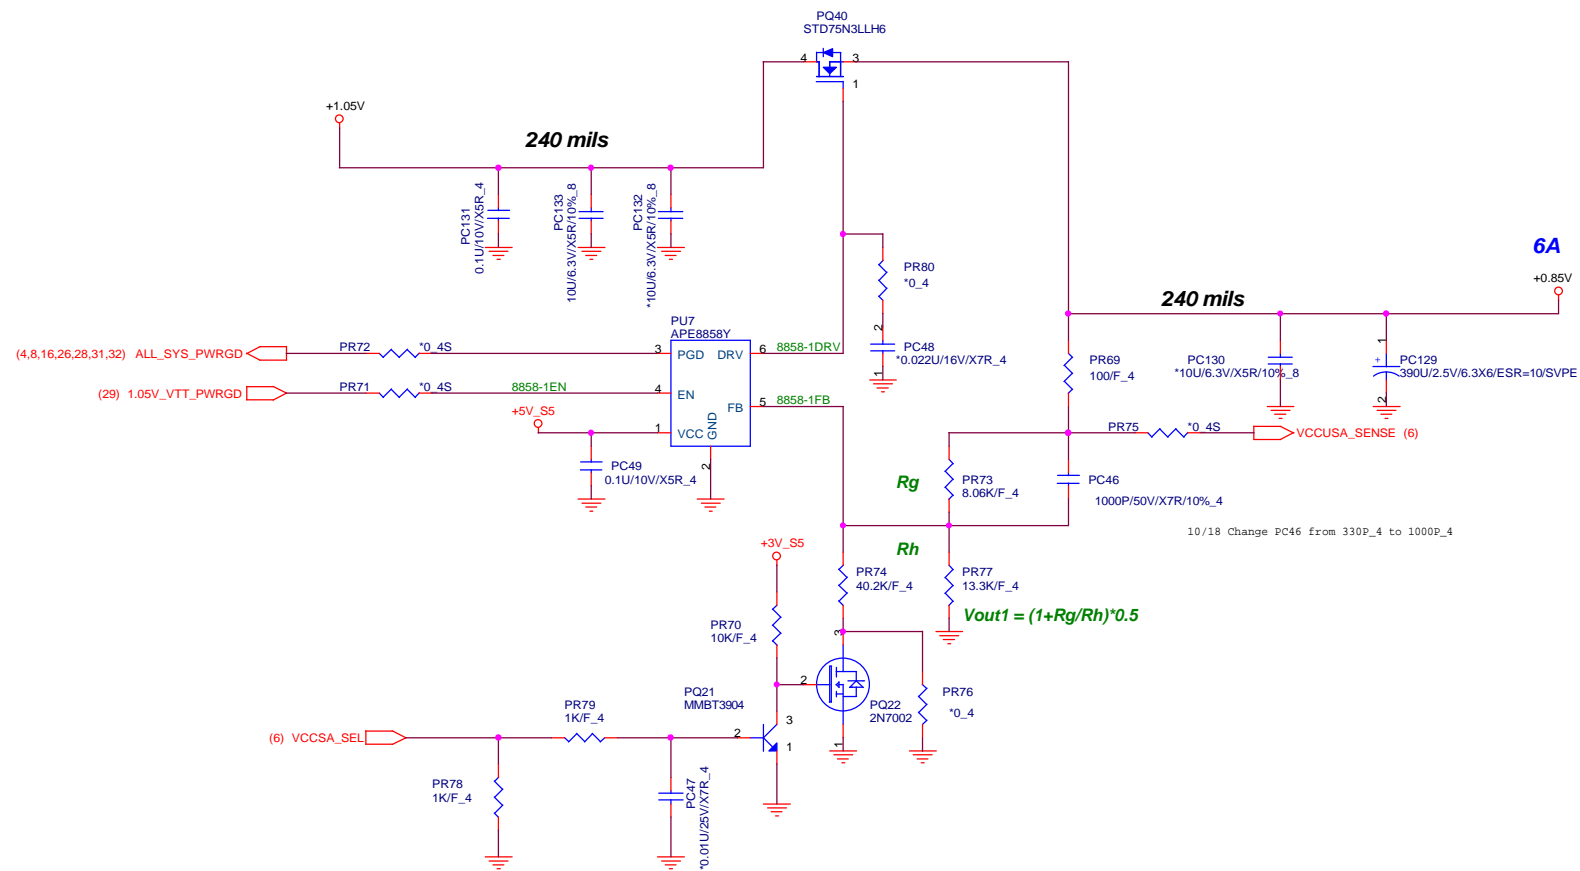 PQ40
STD75N3LLH6
4
3
1
+1.05V
240 mils
PC131
0.1U/10V/X5R_4
PC133
10U/6.3V/X5R/10%_8
PC132
*10U/6.3V/X5R/10%_8
6A
+0.85V
240 mils
PR80
*0_4
2
PC48
*0.022U/16V/X7R_4
1
PU7
APE8858Y
(4,8,16,26,28,31,32) ALL_SYS_PWRGD
PR72
*0_4S
3
PGD
DRV
6
8858-1DRV
(29) 1.05V_VTT_PWRGD
PR71
*0_4S
8858-1EN
4
EN
FB
5
8858-1FB
+5V_S5
1
VCC
GND
2
PC49
0.1U/10V/X5R_4
PR69
100/F_4
PC130
*10U/6.3V/X5R/10%_8
1
+
PC129
390U/2.5V/6.3X6/ESR=10/SVPE
2
PR75
*0_4S
VCCUSA_SENSE (6)
Rg
PR73
8.06K/F_4
PC46
1000P/50V/X7R/10%_4
10/18 Change PC46 from 330P_4 to 1000P_4
Rh
+3V_S5
PR74
40.2K/F_4
PR77
13.3K/F_4
Vout1 = (1+Rg/Rh)*0.5
PR70
10K/F_4
3
2
PQ22
2N7002
1
PR76
*0_4
PQ21
MMBT3904
3
2
1
PR79
1K/F_4
(6) VCCSA_SEL
PR78
1K/F_4
PC47
*0.01U/25V/X7R_4